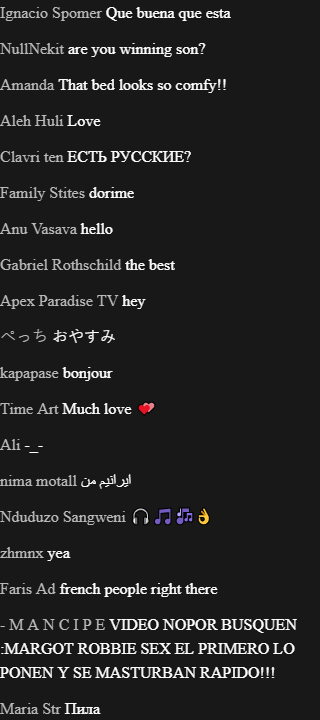 Ignacio Spomer Que buena que esta
NullNekit are you winning son?
Amanda That bed looks so comfy!!
Aleh Huli Love
Clavri ten ЕСТЬ РУССКИЕ?
Family Stites dorime
Anu Vasava hello
Gabriel Rothschild the best
Apex Paradise TV hey
ぺっち おやすみ
kapapase bonjour
Time Art Much love 💕
Ali -_-
nima motall ایرانیم من
Nduduzo Sangweni 🎧🎵🎶👌
zhmnx yea
Faris Ad french people right there
- M A N C I P E VIDEO NOPOR BUSQUEN
:MARGOT ROBBIE SEX EL PRIMERO LO
PONEN Y SE MASTURBAN RAPIDO!!!
Maria Str Пила